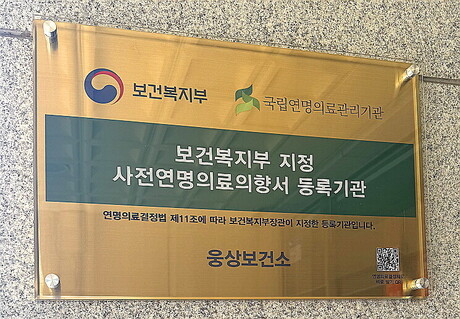 보건복지부
국립연명의료관리기관
보건복지부 지정
사전연명의료의향서 등록기관
연명의료결정법 제11조에 따라 보건복지부장관이 지정한 등록기관입니다.
웅상보건소